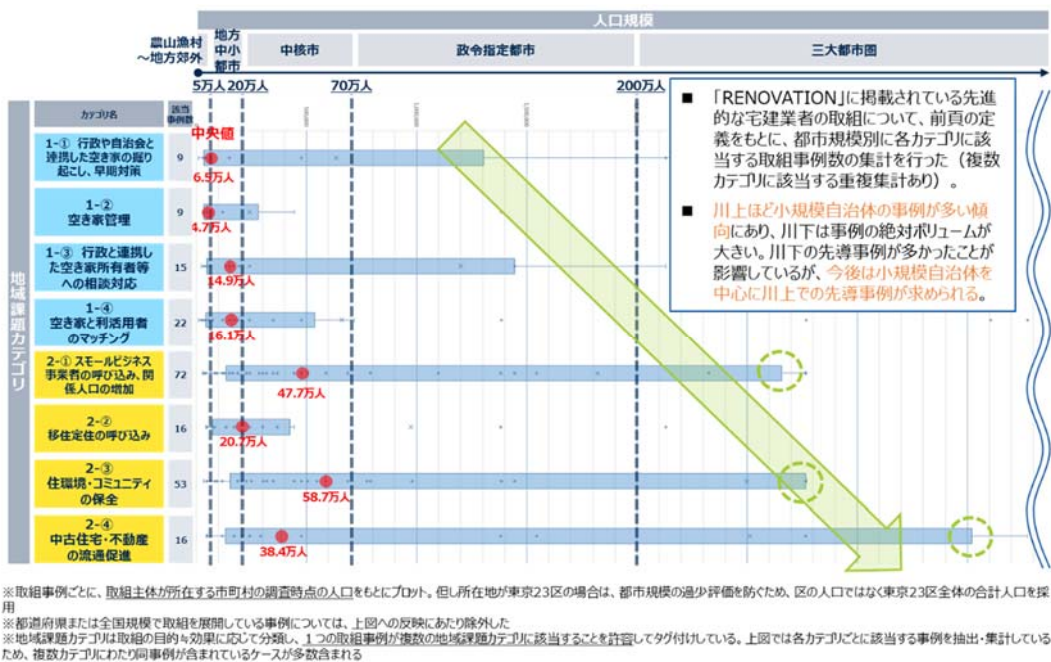 人口規模
農山漁村
～地方郊外
地方
中小
都市
中核市
政令指定都市
三大都市圏
5万人
20万人
70万人
200万人
地域課題カテゴリ
カテゴリ名
該当
事例数
中央値
1-① 行政や自治会と
連携した空き家の掘り
起こし、早期対策
9
6.5万人
1-②
空き家管理
9
4.7万人
1-③ 行政と連携し
た空き家所有者等
への相談対応
15
14.9万人
1-④
空き家と利活用者
のマッチング
22
16.1万人
2-① スモールビジネス
事業者の呼び込み、関
係人口の増加
72
47.7万人
2-②
移住定住の呼び込み
16
20.7万人
2-③
住環境・コミュニティ
の保全
53
58.7万人
2-④
中古住宅・不動産
の流通促進
16
38.4万人
■ 「RENOVATION」に掲載されている先進
的な宅建業者の取組について、前頁の定
義をもとに、都市規模別に各カテゴリに該
当する取組事例数の集計を行った（複数
カテゴリに該当する重複集計あり）。
■ 川上ほど小規模自治体の事例が多い傾
向にあり、川下は事例の絶対ボリュームが
大きい。川下の先導事例が多かったことが
影響しているが、今後は小規模自治体を
中心に川上での先導事例が求められる。
※取組事例ごとに、取組主体が所在する市町村の調査時点の人口をもとにプロット。但し所在地が東京23区の場合は、都市規模の過少評価を防ぐため、区の人口ではなく東京23区全体の合計人口を採
用
※都道府県または全国規模で取組を展開している事例については、上図への反映にあたり除外した
※地域課題カテゴリは取組の目的や効果に応じて分類し、１つの取組事例が複数の地域課題カテゴリに該当することを許容してタグ付けしている。上図では各カテゴリごとに該当する事例を抽出・集計している
ため、複数カテゴリにわたり同事例が含まれているケースが多数含まれる